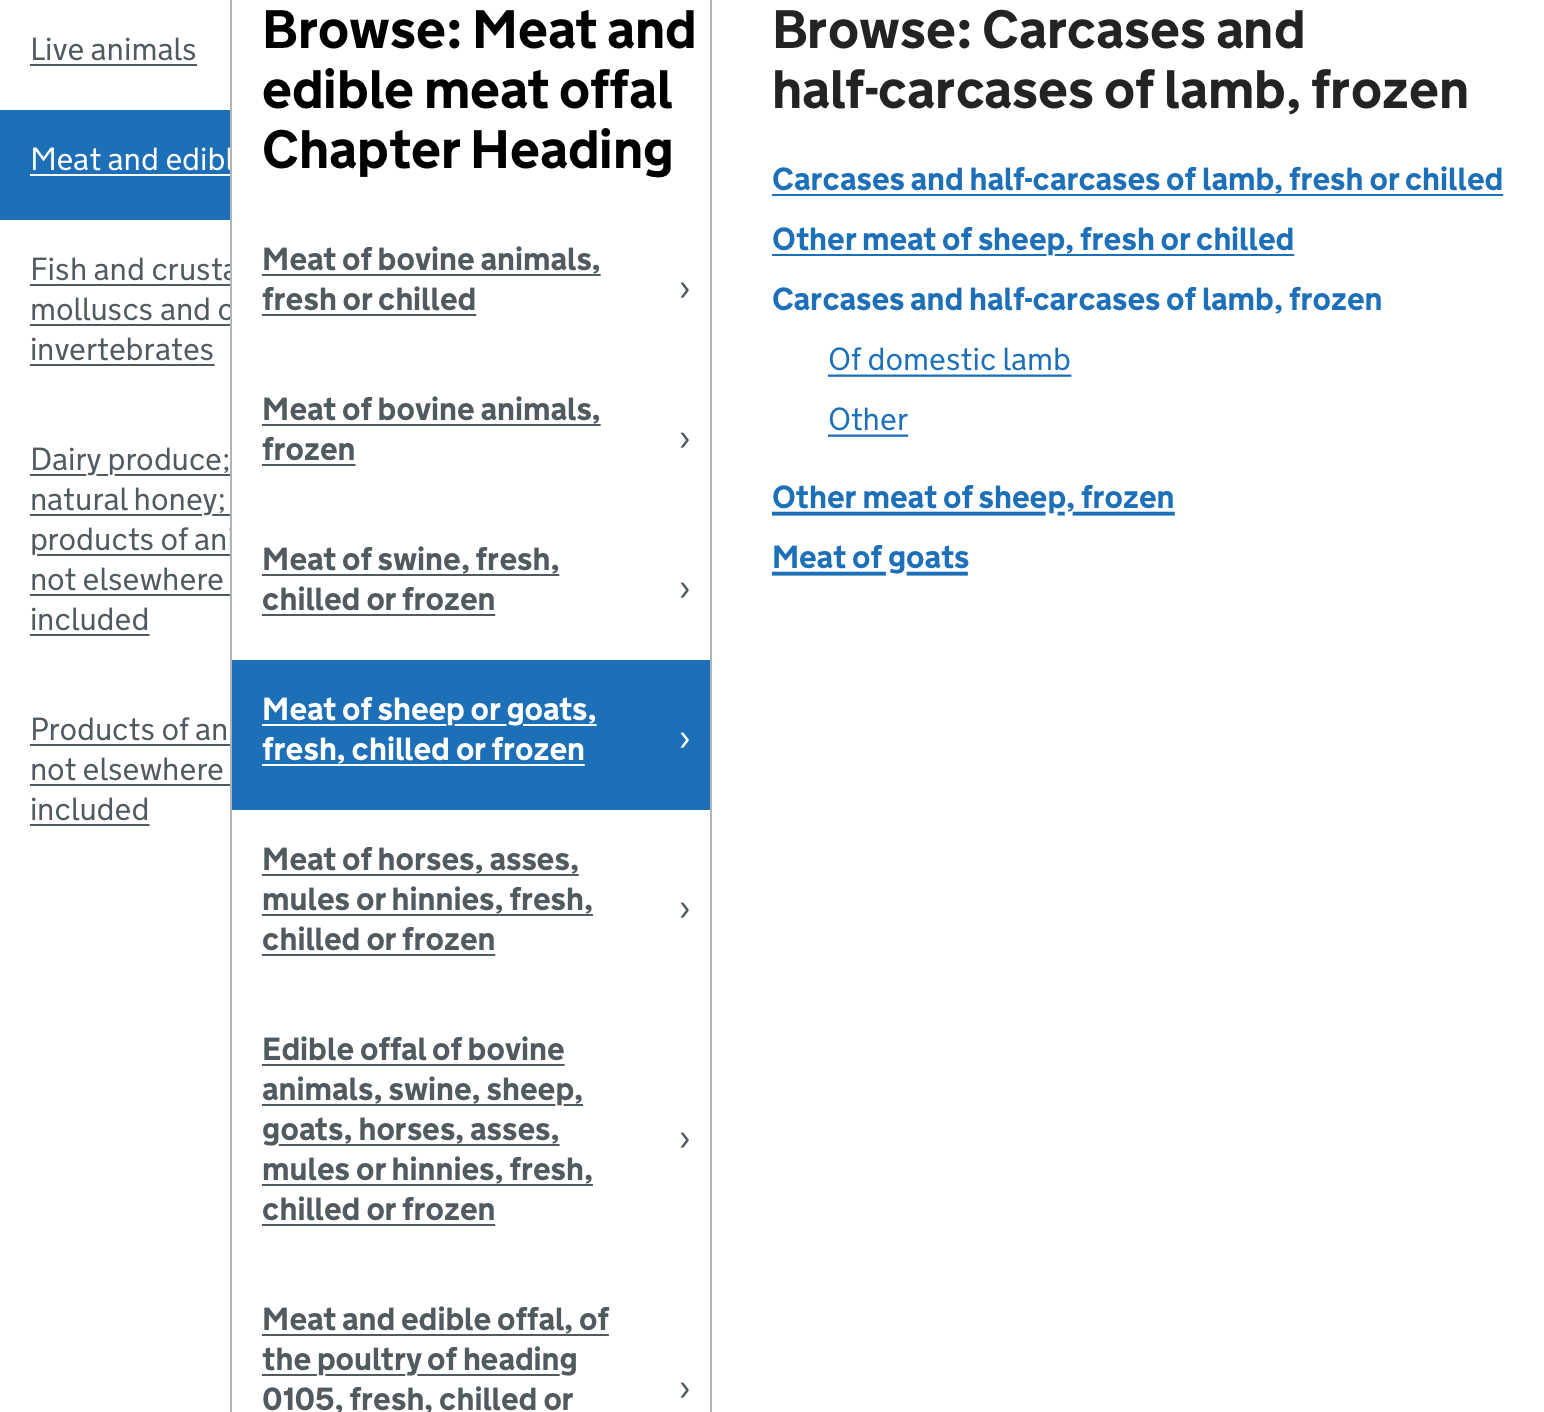 Live animals
Meat and edibl
Fish and crusta
molluscs and c
invertebrates
Dairy produce;
natural honey;
products of an
not elsewhere
included
Products of an
not elsewhere
included
Browse: Meat and
edible meat offal
Chapter Heading
Meat of bovine animals,
fresh or chilled
Meat of bovine animals,
frozen
Meat of swine, fresh,
chilled or frozen
Meat of sheep or goats,
fresh, chilled or frozen
Meat of horses, asses,
mules or hinnies, fresh,
chilled or frozen
Edible offal of bovine
animals, swine, sheep,
goats, horses, asses,
mules or hinnies, fresh,
chilled or frozen
Meat and edible offal, of
the poultry of heading
0105, fresh, chilled or
Browse: Carcases and
half-carcases of lamb, frozen
Carcases and half-carcases of lamb, fresh or chilled
Other meat of sheep, fresh or chilled
Carcases and half-carcases of lamb, frozen
Of domestic lamb
Other
Other meat of sheep, frozen
Meat of goats